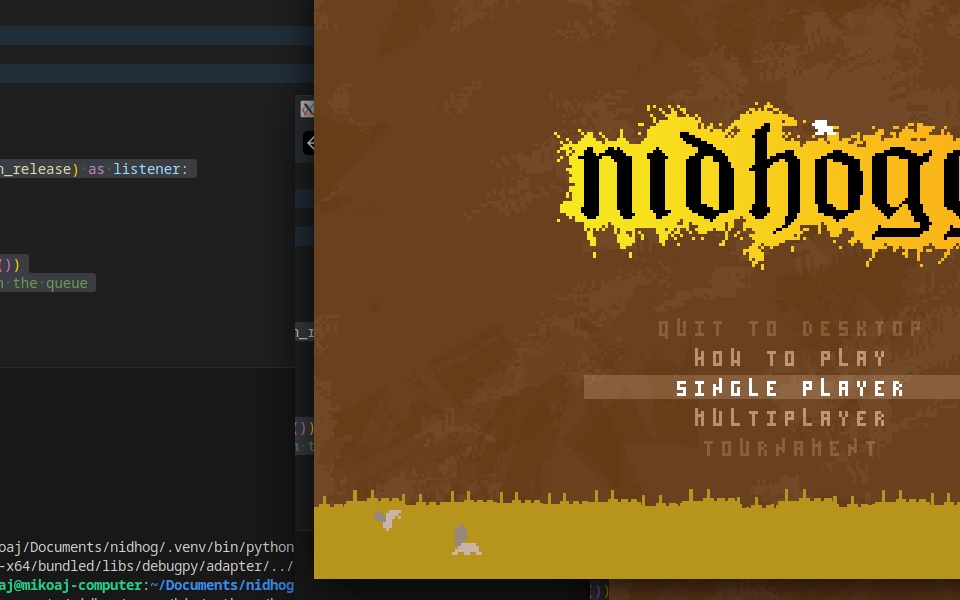 n_release) as listener:
())
n the queue
n_r
())
n t
nidhogg
QUIT TO DESKTOP
HOW TO PLAY
SINGLE PLAYER
MULTIPLAYER
TOURNAMENT
oaj/Documents/nidhog/.venv/bin/python
-x64/bundled/libs/debugpy/adapter/../
aj@mikoaj-computer:~/Documents/nidhog
())